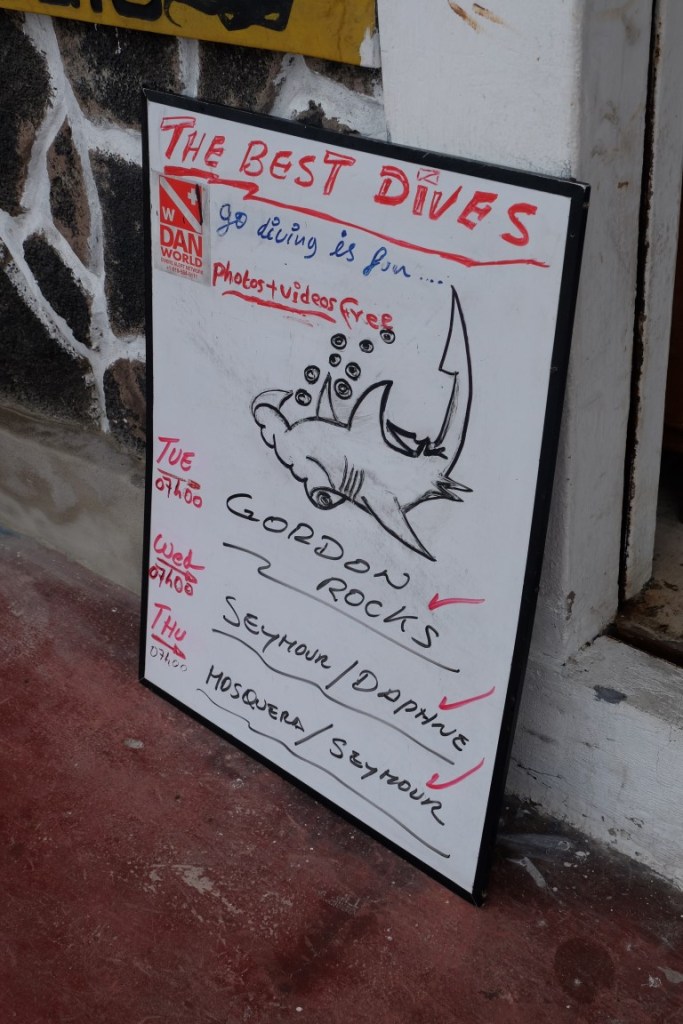 THE BEST DIVES
W
DAN
WORLD
go diving is fun ....
photos + videos free
TUE
07h00
GORDON
ROCKS
Wed
07h00
SEYMOUR / DAPHNE
THU
07h00
MOSQUERA / SEYMOUR